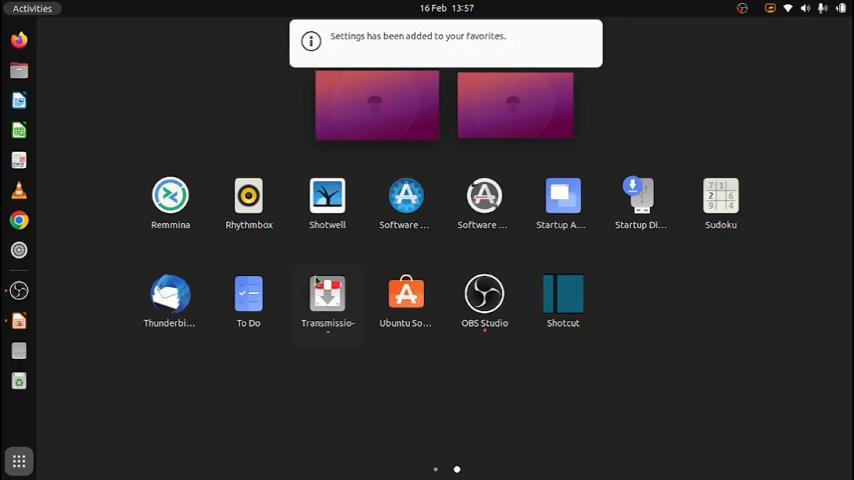 Activities
16 Feb 13:57
Settings has been added to your favorites.
Remmina
Rhythmbox
Shotwell
Software ...
Software ...
Startup A...
Startup Di...
Sudoku
Thunderbi...
To Do
Transmissio-
Ubuntu So...
OBS Studio
Shotcut